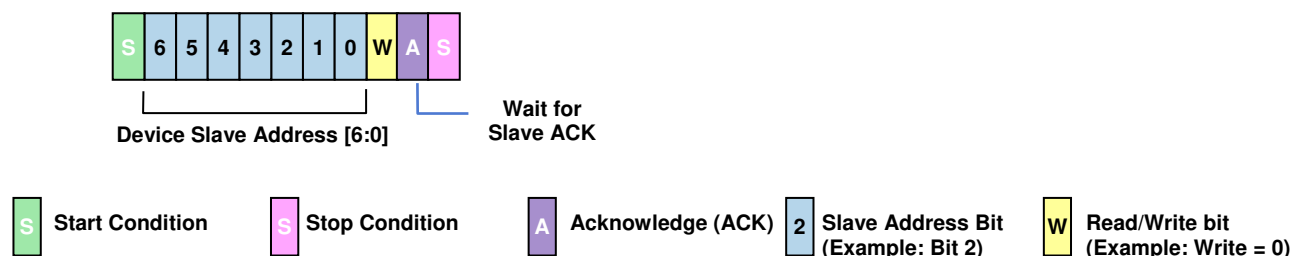 S 6 5 4 3 2 1 0 W A S
Wait for
Slave ACK
Device Slave Address [6:0]
S Start Condition
S Stop Condition
A Acknowledge (ACK)
2 Slave Address Bit
(Example: Bit 2)
W Read/Write bit
(Example: Write = 0)